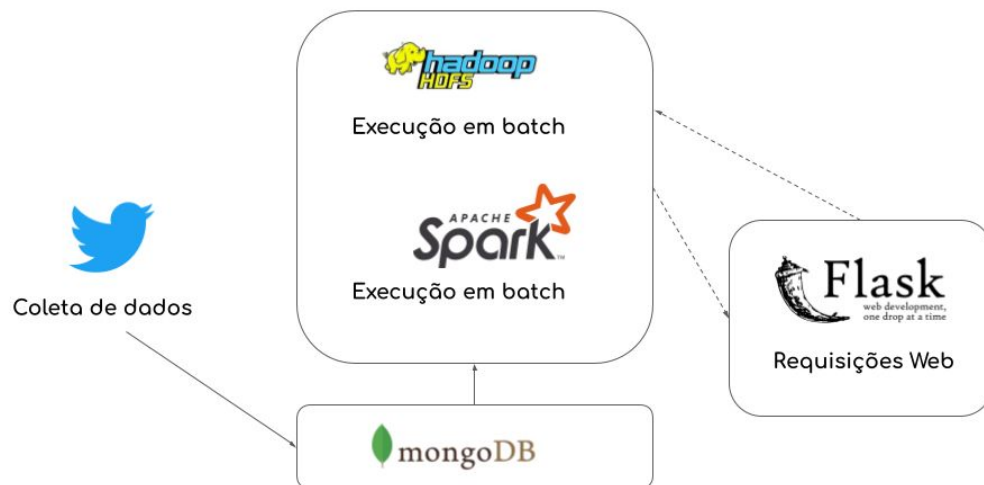 hadoop
HDFS
Execução em batch
APACHE
Spark
TM
Execução em batch
Coleta de dados
Flask
web development,
one drop at a time
Requisições Web
mongoDB